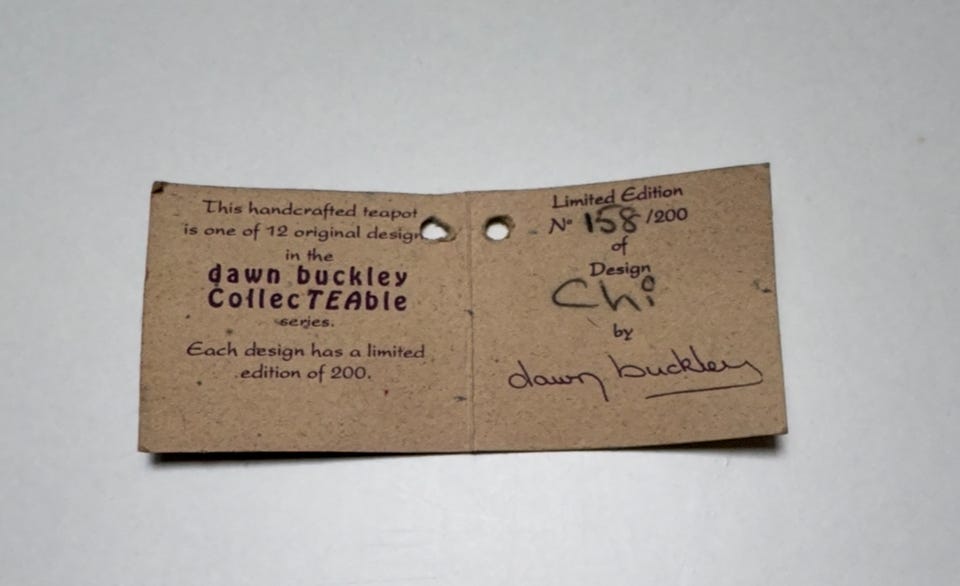 This handcrafted teapot
is one of 12 original design
in the
dawn buckley
CollecTEAble
series.
Each design has a limited
edition of 200.
Limited Edition
Nº 158/200
of
Design
Chi
by
dawn buckley